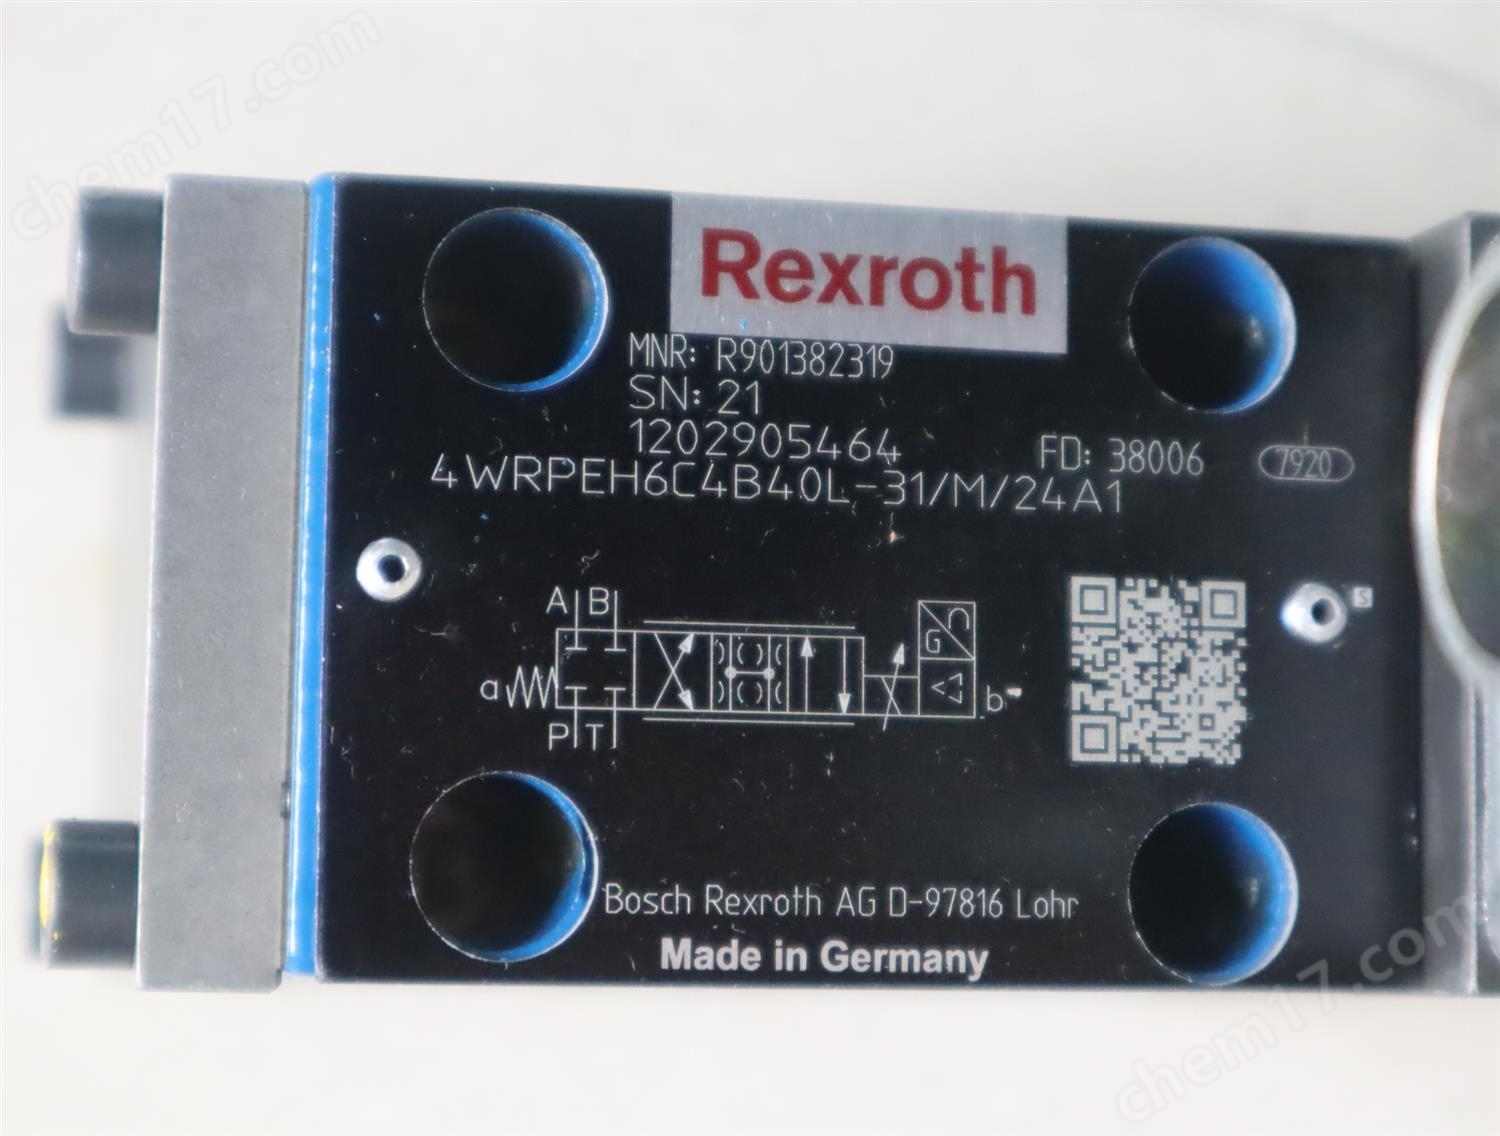 chem17.com
Rexroth
MNR: R901382319
SN: 21
1202905464
FD: 38006
7920
4WRPEH6C4B40L-31/M/24A1
A B
G
S
a
b
P T
Bosch Rexroth AG D-97816 Lohr
Made in Germany
chem17.com